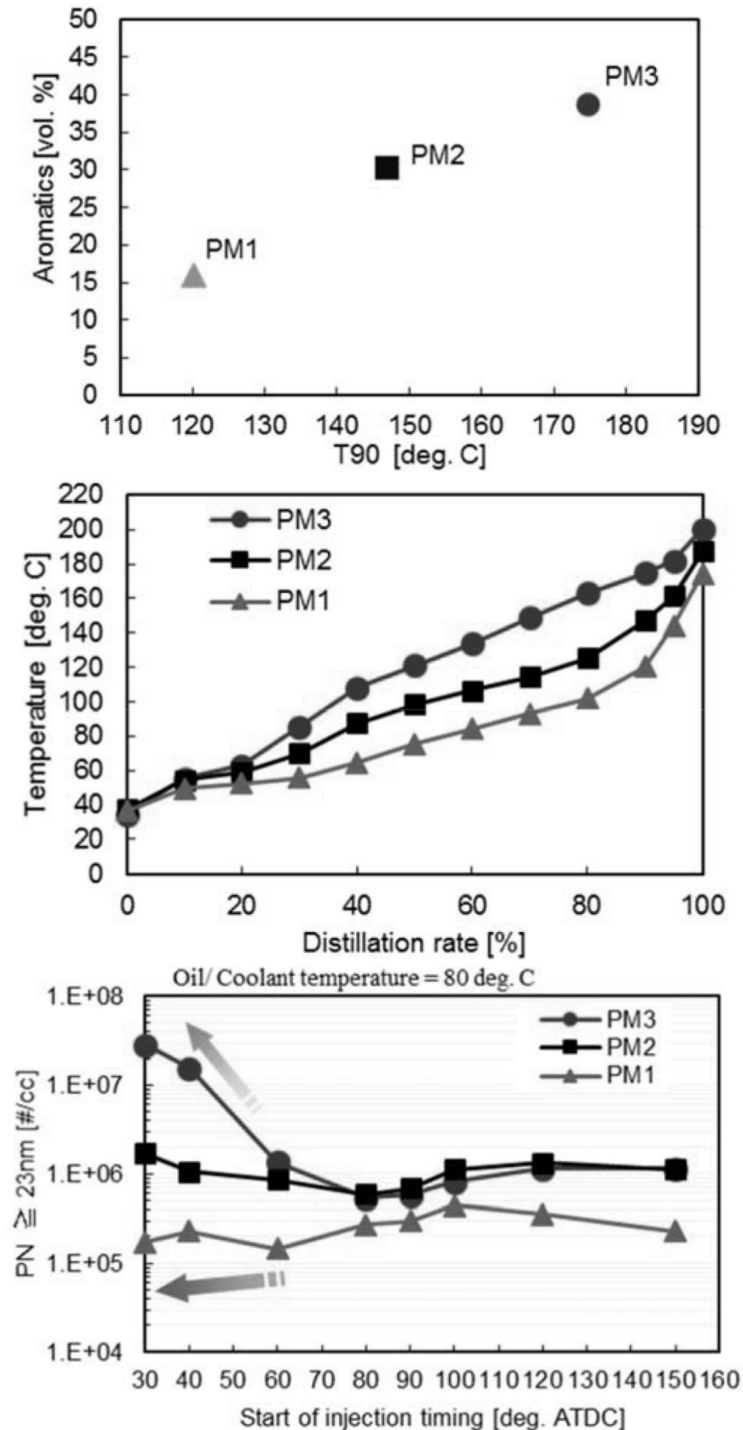 50
45
40
35
30
25
20
15
10
5
0
Aromatics [vol. %]
PM3
PM2
PM1
110 120 130 140 150 160 170 180 190
T90 [deg. C]
220
200
180
160
140
120
100
80
60
40
20
0
Temperature [deg. C]
PM3
PM2
PM1
0 20 40 60 80 100
Distillation rate [%]
Oil/ Coolant temperature = 80 deg. C
1.E+08
1.E+07
1.E+06
1.E+05
1.E+04
PN ≧ 23nm [#/cc]
PM3
PM2
PM1
30 40 50 60 70 80 90 100 110 120 130 140 150 160
Start of injection timing [deg. ATDC]